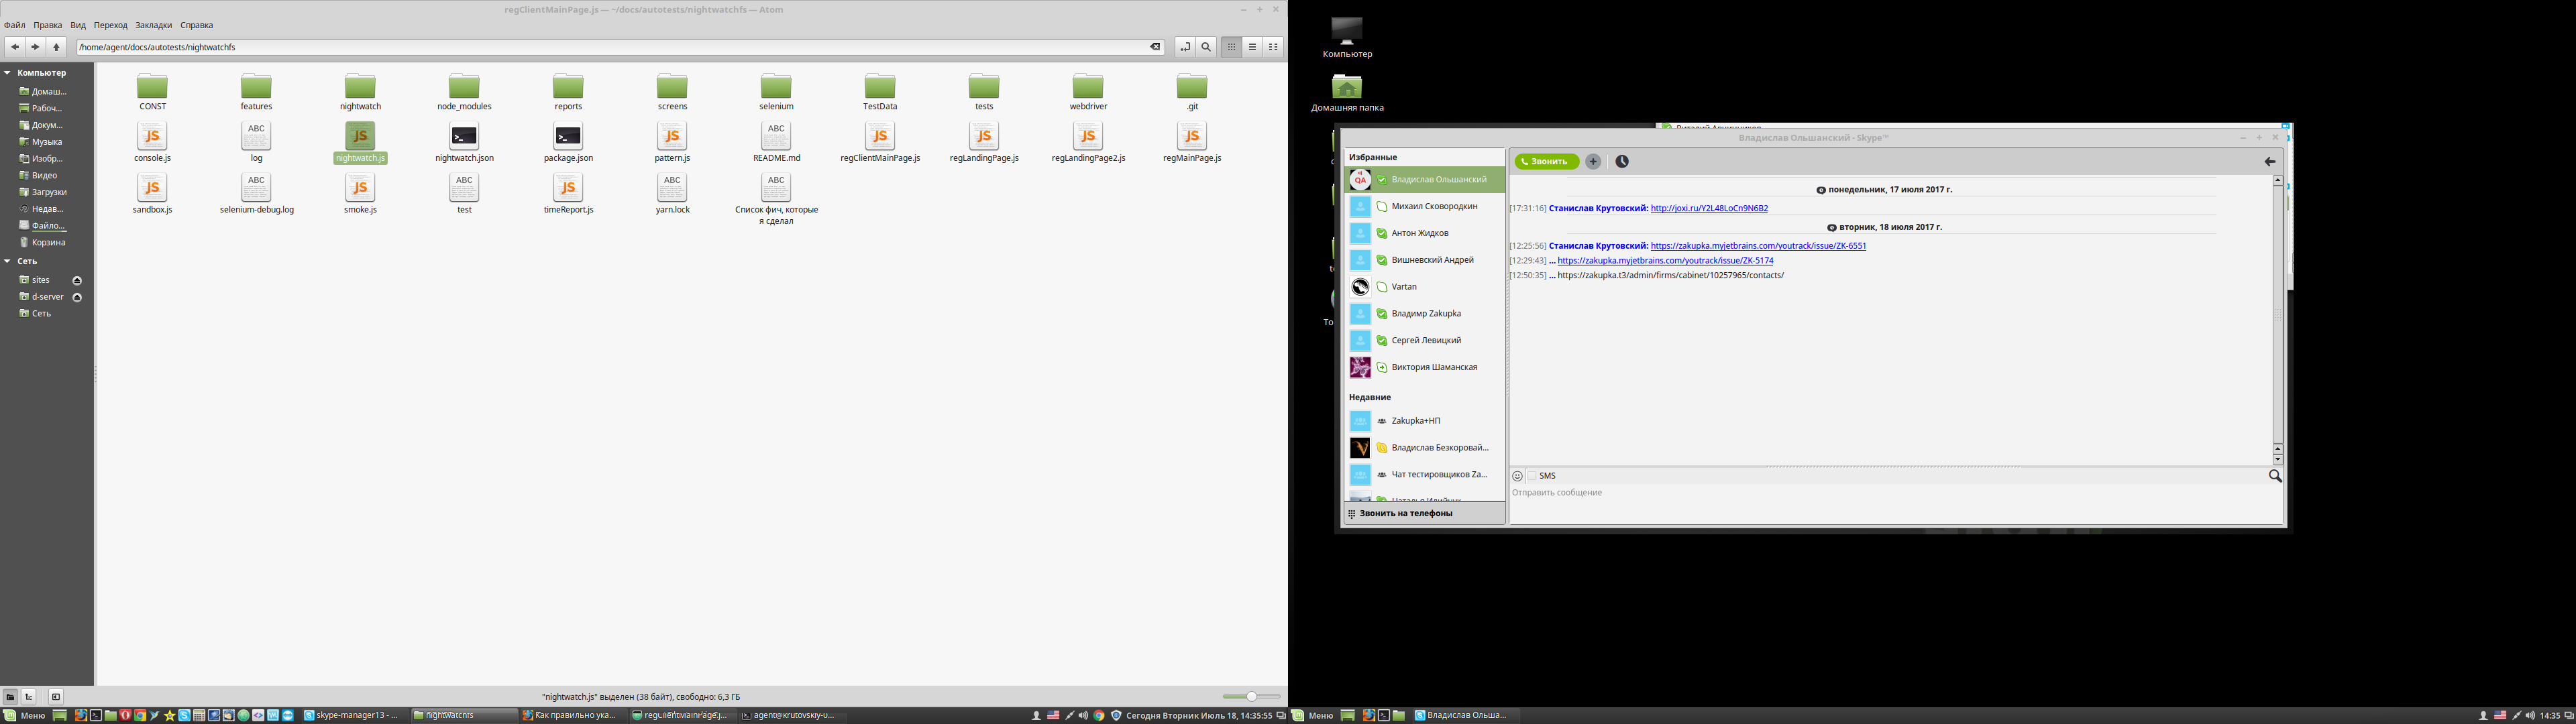 regClientMainPage.js — ~/docs/autotests/nightwatchfs — Atom
Файл Правка Вид Переход Закладки Справка
/home/agent/docs/autotests/nightwatchfs
Компьютер
Домаш...
Рабоч...
Докум...
Музыка
Изобр...
Видео
Загрузки
Недав...
Файло...
Корзина
Сеть
sites
d-server
Сеть
CONST features nightwatch node_modules reports screens selenium TestData tests webdriver .git
console.js log nightwatch.js nightwatch.json package.json pattern.js README.md regClientMainPage.js regLandingPage.js regLandingPage2.js regMainPage.js
sandbox.js selenium-debug.log smoke.js test timeReport.js yarn.lock Список фич, которые
я сделал
"nightwatch.js" выделен (38 байт), свободно: 6,3 ГБ
Меню
skype-manager13 - ...
nightwatchfs
Как правильно ука...
regClientMainPage.j...
agent@krutovskiy-u...
Сегодня Вторник Июль 18, 14:35:55
Компьютер
Домашняя папка
То
Владислав Ольшанский - Skype™
Избранные
Владислав Ольшанский
Михаил Сковородкин
Антон Жидков
Вишневский Андрей
Vartan
Владимр Zakupka
Сергей Левицкий
Виктория Шаманская
Недавние
Zakupka+НП
Владислав Безкоровай...
Чат тестировщиков Za...
Звонить на телефоны
Звонить
понедельник, 17 июля 2017 г.
[17:31:16] Станислав Крутовский: http://joxi.ru/Y2L48LoCn9N6B2
вторник, 18 июля 2017 г.
[12:25:56] Станислав Крутовский: https://zakupka.myjetbrains.com/youtrack/issue/ZK-6551
[12:29:43] ... https://zakupka.myjetbrains.com/youtrack/issue/ZK-5174
[12:50:35] ... https://zakupka.t3/admin/firms/cabinet/10257965/contacts/
SMS
Отправить сообщение
Меню
Владислав Ольша...
14:35